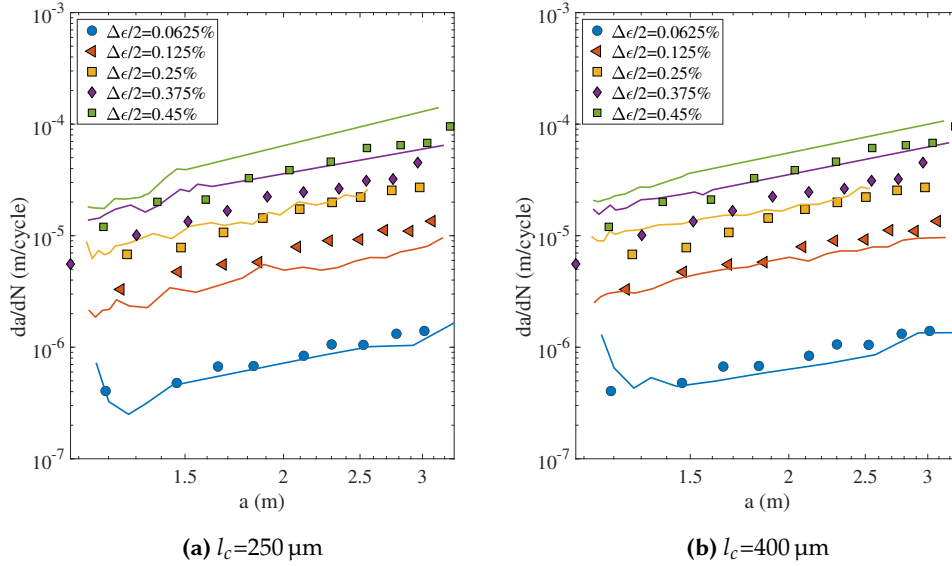 10^-3
10^-4
10^-5
10^-6
10^-7
da/dN (m/cycle)
Δϵ/2=0.0625%
Δϵ/2=0.125%
Δϵ/2=0.25%
Δϵ/2=0.375%
Δϵ/2=0.45%
1.5 2 2.5 3
a (m)
(a) l_c=250 µm
10^-3
10^-4
10^-5
10^-6
10^-7
da/dN (m/cycle)
Δϵ/2=0.0625%
Δϵ/2=0.125%
Δϵ/2=0.25%
Δϵ/2=0.375%
Δϵ/2=0.45%
1.5 2 2.5 3
a (m)
(b) l_c=400 µm